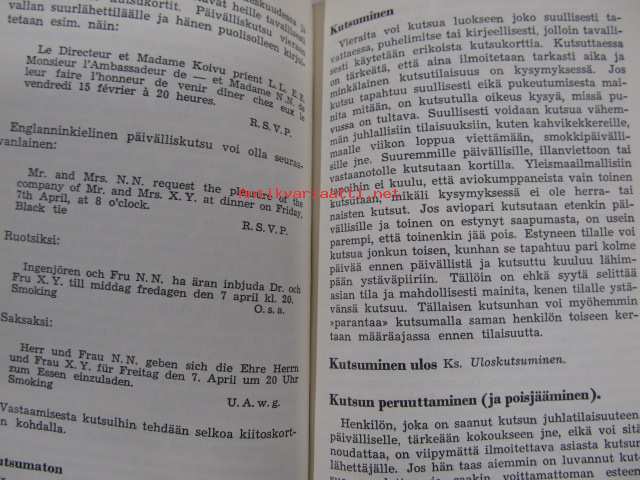 vallan suurlähettiläälle ja hänen puolisolleen
tetaan esim. näin:
Le Directeur et Madame Koivu prient L. L. E. E.
Monsieur l'Ambassadeur de — et Madame N. N. de
leur faire l'honneur de venir dîner chez eux le
vendredi 15 février à 20 heures.
R. S. V. P.
Englanninkielinen päivälliskutsu voi olla seuraa-
vanlainen:
Mr. and Mrs. N. N. request the pleasure of the
company of Mr. and Mrs. X. Y. at dinner on Friday,
7th April, at 8 o'clock.
Black tie
R. S. V. P.
Ruotsiksi:
Ingenjören och Fru N. N. ha äran inbjuda Dr. och
Fru X. Y. till middag fredagen den 7 april kl. 20.
Smoking
O. s. a.
Saksaksi:
Herr und Frau N. N. geben sich die Ehre Herrn
und Frau X. Y. für Freitag den 7. April um 20 Uhr
zum Essen einzuladen.
Smoking
U. A. w. g.
Vastaamisesta kutsuihin tehdään selkoa kiitoskort-
n kohdalla.
utsumaton
Kutsuminen
Vieraita voi kutsua luokseen joko suullisesti ta-
vattaessa, puhelimitse tai kirjeellisesti, jolloin tavalli-
sesti käytetään erikoista kutsukorttia. Kutsuttaessa
on tärkeätä, että aina ilmoitetaan tarkasti aika ja
minkälainen kutsutilaisuus on kysymyksessä. Jos
kutsu tapahtuu suullisesti eikä pukeutumisesta mai-
nita mitään, on kutsutulla oikeus kysyä, missä pu-
vussa on tultava. Suullisesti voidaan kutsua vähem-
män juhlallisiin tilaisuuksiin, kuten kahvikekkereille,
maalle viikon loppua viettämään, smokkipäivälli-
sille jne. Suuremmille päivällisille, illanviettoon tai
vastaanotolle kutsutaan kortilla. Yleismaailmallisiin
tapoihin ei kuulu, että aviokumppaneista vain toinen
kutsutaan, mikäli kysymyksessä ei ole herra- tai
naisten kutsut. Jos aviopari kutsutaan etenkin päi-
vällisille ja toinen on estynyt saapumasta, on usein
parempi, että toinenkin jää pois. Estyneen tilalle voi
kutsua jonkun toisen, kunhan se tapahtuu pari kolme
päivää ennen päivällistä ja kutsuttu kuuluu lähim-
pään ystäväpiiriin. Tällöin on ehkä syytä selittää
asian tila ja mahdollisesti mainita, kenen tilalle ystä-
vänsä kutsuu. Tällaisen kutsunhan voi myöhemmin
»parantaa» kutsumalla saman henkilön toiseen ker-
taan määräajassa ennen tilaisuutta.
Kutsuminen ulos Ks. Uloskutsuminen.
Kutsun peruuttaminen (ja poisjääminen).
Henkilön, joka on saanut kutsun juhlatilaisuuteen
päivälliselle, tärkeään kokoukseen jne, eikä voi sitä
noudattaa, on viipymättä ilmoitettava asiasta kutsun
lähettäjälle. Jos hän taas aiemmin on luvannut kut-
antikvariaatti.net